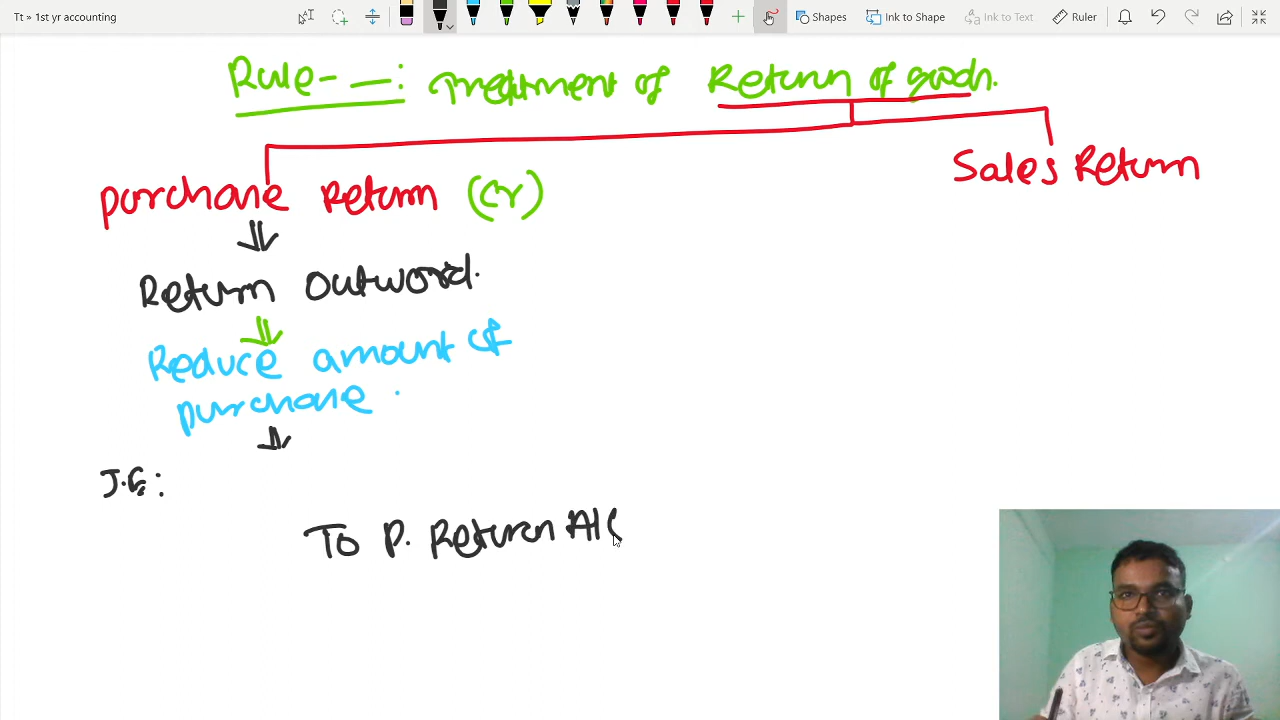 Tt » 1st yr accounting
Shapes
Ink to Shape
Ink to Text
Ruler
Rule- —: Treatment of Return of goods.
Purchase Return (Cr)
Sales Return
Return Outword.
Reduce amount of
purchase.
J.E:
To P. Return A/C